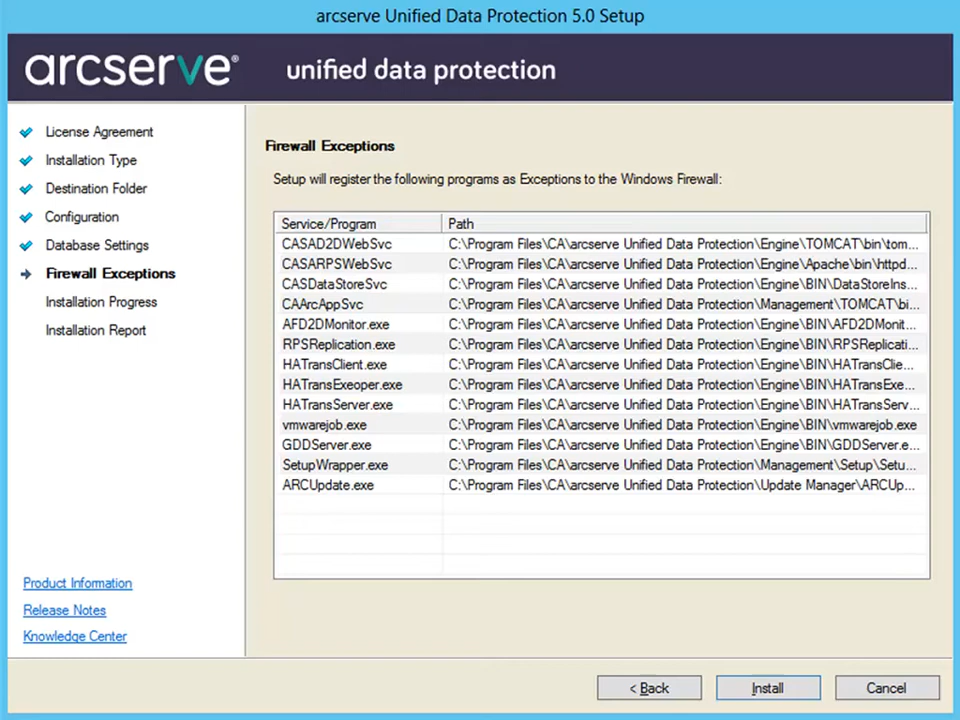 arcserve Unified Data Protection 5.0 Setup
arcserve® unified data protection
License Agreement
Installation Type
Destination Folder
Configuration
Database Settings
Firewall Exceptions
Installation Progress
Installation Report
Product Information
Release Notes
Knowledge Center
Firewall Exceptions
Setup will register the following programs as Exceptions to the Windows Firewall:
Service/Program Path
CASAD2DWebSvc C:\Program Files\CA\arcserve Unified Data Protection\Engine\TOMCAT\bin\tom...
CASARPSWebSvc C:\Program Files\CA\arcserve Unified Data Protection\Engine\Apache\bin\httpd...
CASDataStoreSvc C:\Program Files\CA\arcserve Unified Data Protection\Engine\BIN\DataStoreIns...
CAArcAppSvc C:\Program Files\CA\arcserve Unified Data Protection\Management\TOMCAT\bi...
AFD2DMonitor.exe C:\Program Files\CA\arcserve Unified Data Protection\Engine\BIN\AFD2DMonit...
RPSReplication.exe C:\Program Files\CA\arcserve Unified Data Protection\Engine\BIN\RPSReplicati...
HATransClient.exe C:\Program Files\CA\arcserve Unified Data Protection\Engine\BIN\HATransClie...
HATransExeoper.exe C:\Program Files\CA\arcserve Unified Data Protection\Engine\BIN\HATransExe...
HATransServer.exe C:\Program Files\CA\arcserve Unified Data Protection\Engine\BIN\HATransServ...
vmwarejob.exe C:\Program Files\CA\arcserve Unified Data Protection\Engine\BIN\vmwarejob.exe
GDDServer.exe C:\Program Files\CA\arcserve Unified Data Protection\Engine\BIN\GDDServer.e...
SetupWrapper.exe C:\Program Files\CA\arcserve Unified Data Protection\Management\Setup\Setu...
ARCUpdate.exe C:\Program Files\CA\arcserve Unified Data Protection\Update Manager\ARCUp...
< Back Install Cancel